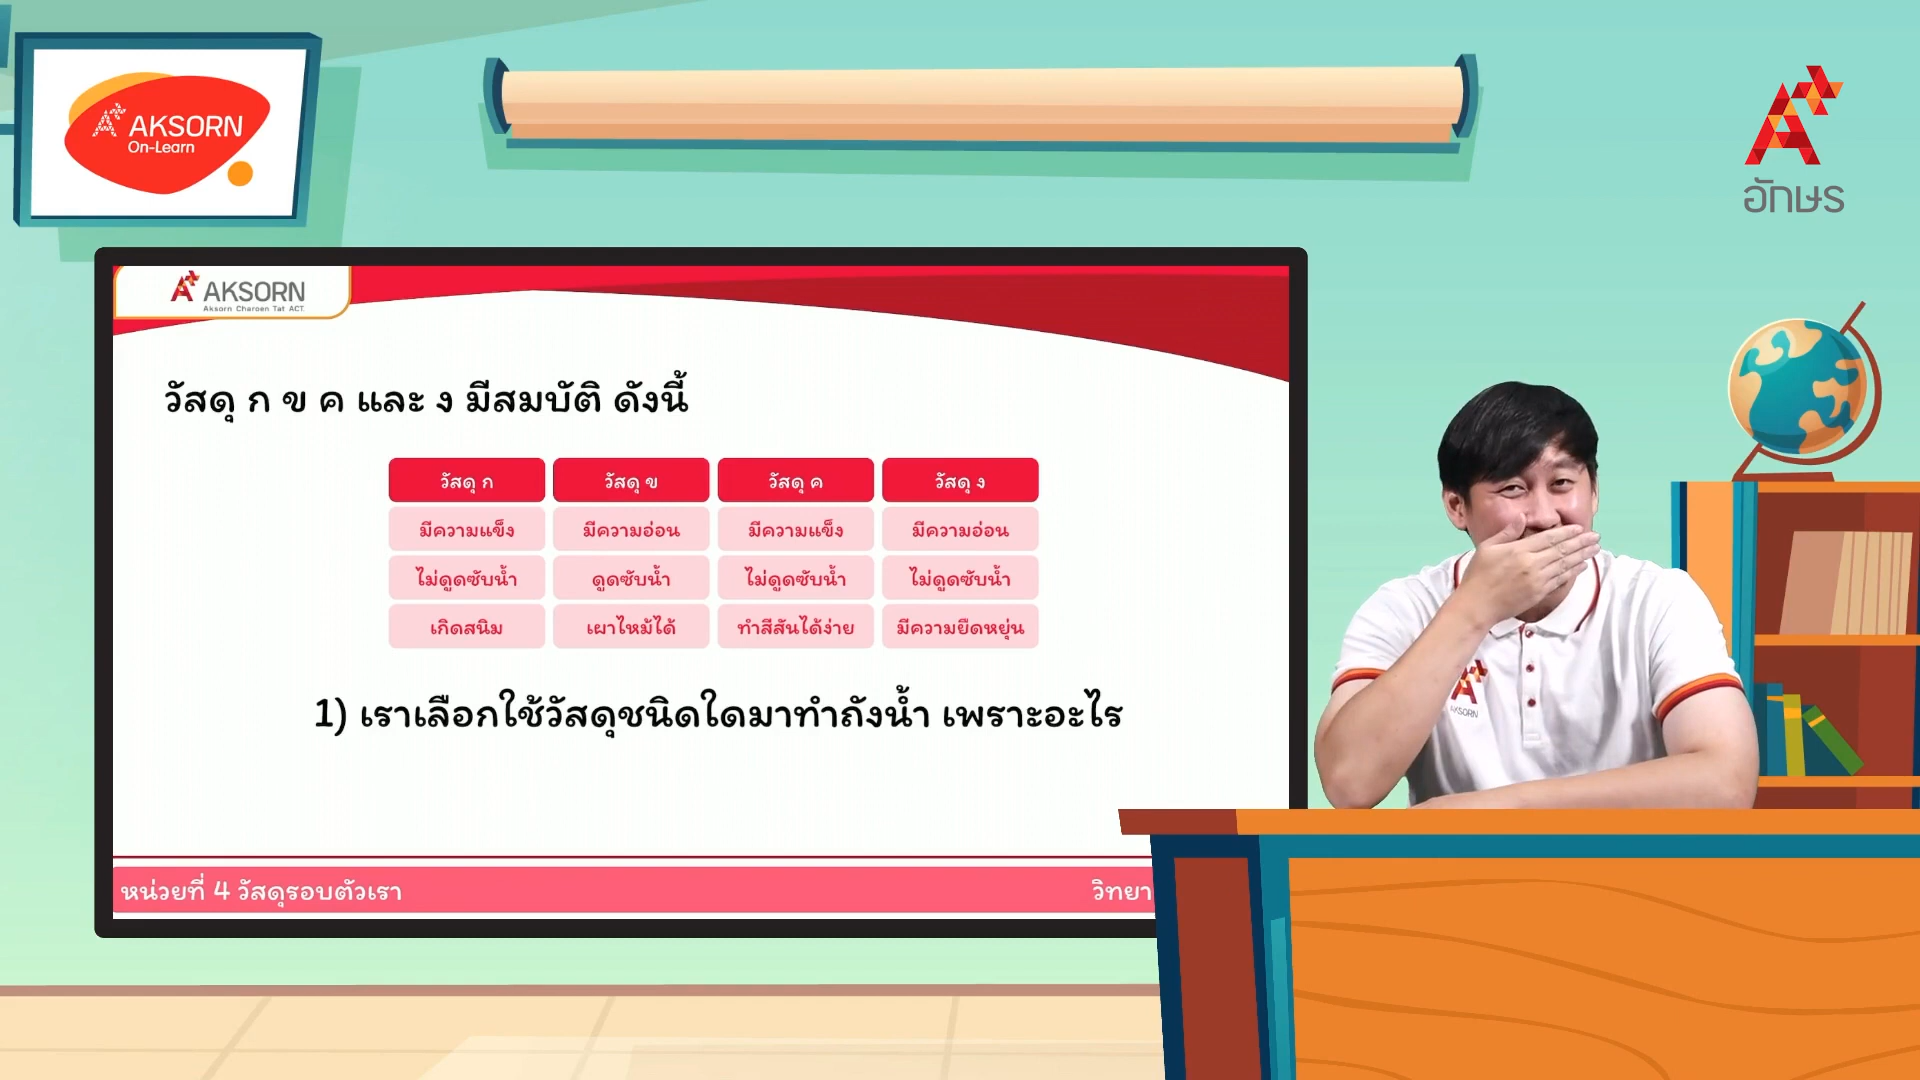 AKSORN
On-Learn
อักษร
AKSORN
Aksorn Charoen Tat ACT.
วัสดุ ก ข ค และ ง มีสมบัติ ดังนี้
วัสดุ ก วัสดุ ข วัสดุ ค วัสดุ ง
มีความแข็ง มีความอ่อน มีความแข็ง มีความอ่อน
ไม่ดูดซับน้ำ ดูดซับน้ำ ไม่ดูดซับน้ำ ไม่ดูดซับน้ำ
เกิดสนิม เผาไหม้ได้ ทำสีสันได้ง่าย มีความยืดหยุ่น
1) เราเลือกใช้วัสดุชนิดใดมาทำถังน้ำ เพราะอะไร
AKSORN
หน่วยที่ 4 วัสดุรอบตัวเรา
วิทยา